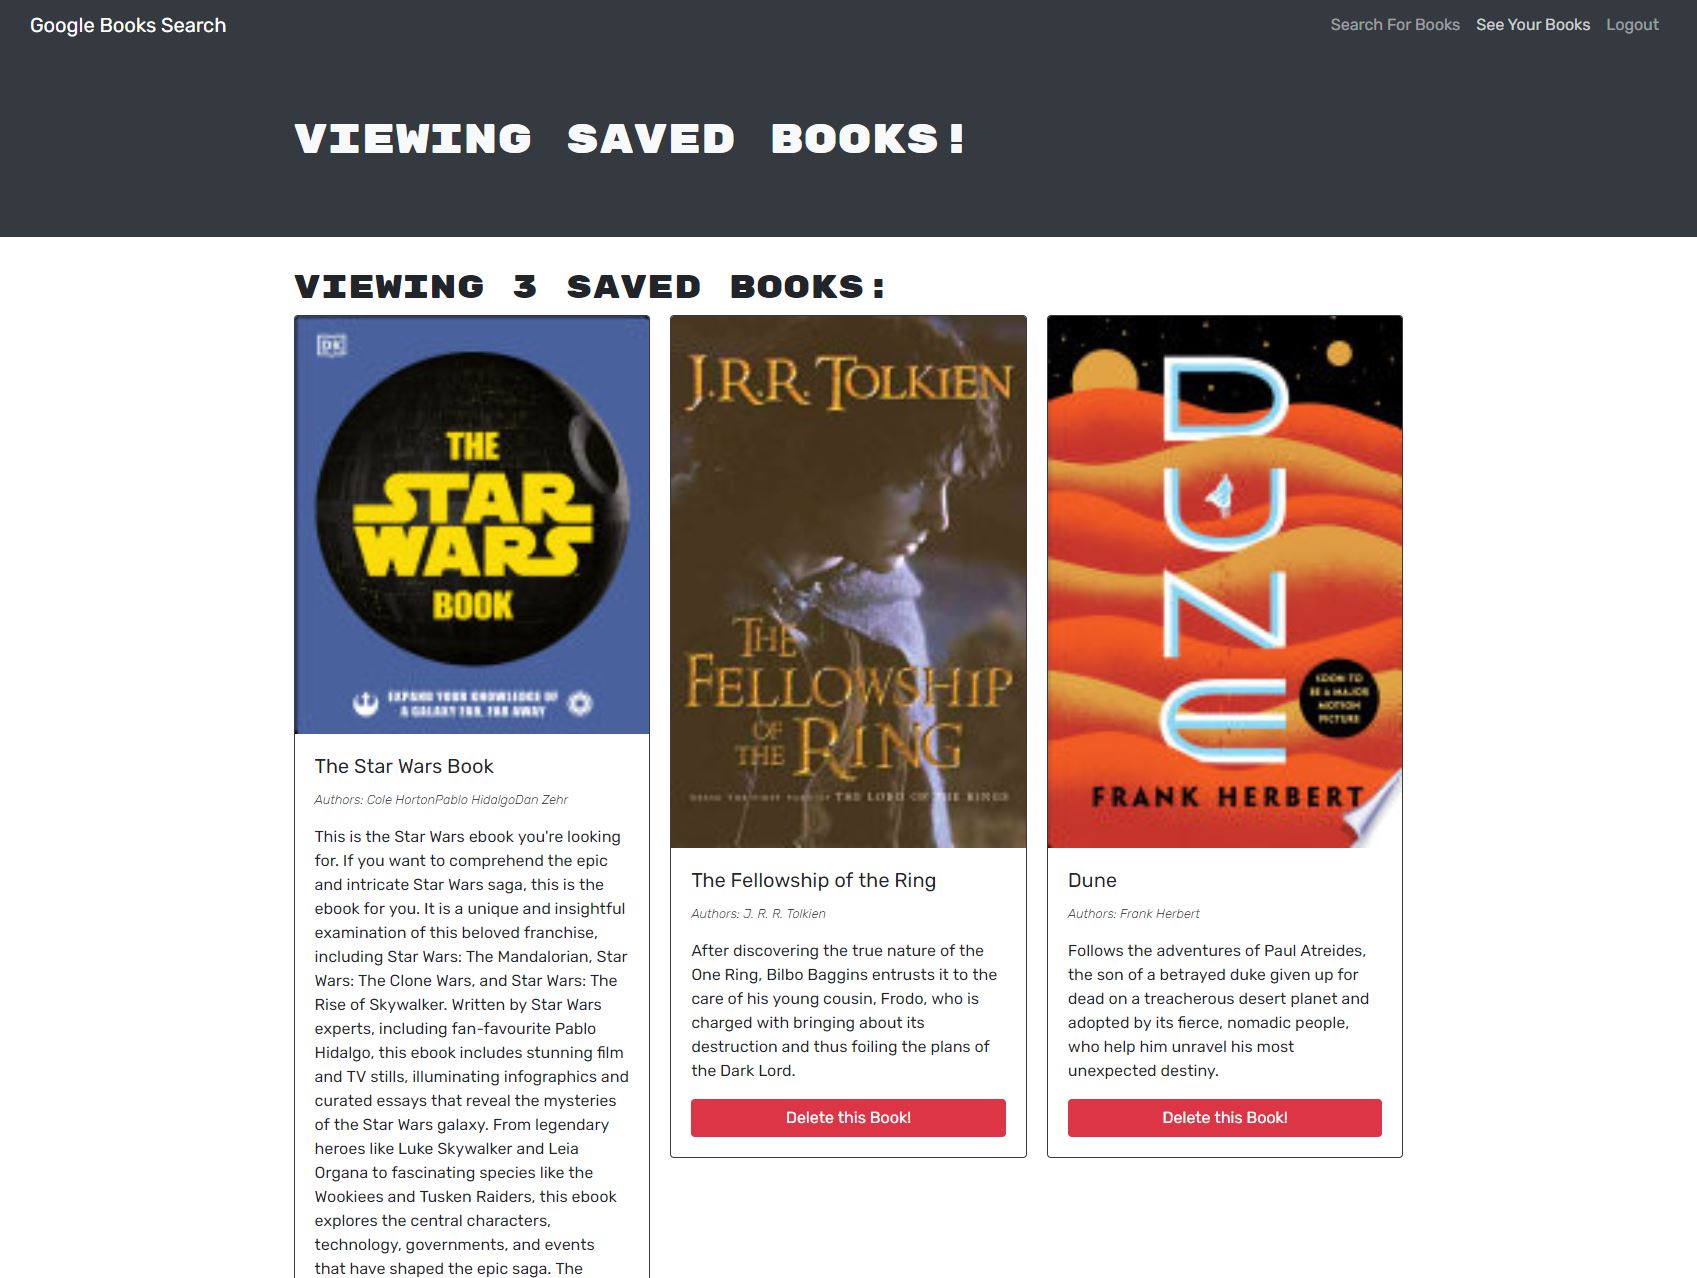 Google Books Search
Search For Books
See Your Books
Logout
VIEWING SAVED BOOKS!
VIEWING 3 SAVED BOOKS:
DK
THE
STAR
WARS
BOOK
EXPAND YOUR KNOWLEDGE OF
A GALAXY FAR, FAR AWAY
The Star Wars Book
Authors: Cole HortonPablo HidalgoDan Zehr
This is the Star Wars ebook you're looking
for. If you want to comprehend the epic
and intricate Star Wars saga, this is the
ebook for you. It is a unique and insightful
examination of this beloved franchise,
including Star Wars: The Mandalorian, Star
Wars: The Clone Wars, and Star Wars: The
Rise of Skywalker. Written by Star Wars
experts, including fan-favourite Pablo
Hidalgo, this ebook includes stunning film
and TV stills, illuminating infographics and
curated essays that reveal the mysteries
of the Star Wars galaxy. From legendary
heroes like Luke Skywalker and Leia
Organa to fascinating species like the
Wookiees and Tusken Raiders, this ebook
explores the central characters,
technology, governments, and events
that have shaped the epic saga. The
J.R.R. TOLKIEN
THE
FELLOWSHIP
OF
THE RING
BEING THE FIRST PART OF THE LORD OF THE RINGS
The Fellowship of the Ring
Authors: J. R. R. Tolkien
After discovering the true nature of the
One Ring, Bilbo Baggins entrusts it to the
care of his young cousin, Frodo, who is
charged with bringing about its
destruction and thus foiling the plans of
the Dark Lord.
Delete this Book!
DUNE
SOON TO
BE A MAJOR
MOTION
PICTURE
FRANK HERBERT
Dune
Authors: Frank Herbert
Follows the adventures of Paul Atreides,
the son of a betrayed duke given up for
dead on a treacherous desert planet and
adopted by its fierce, nomadic people,
who help him unravel his most
unexpected destiny.
Delete this Book!